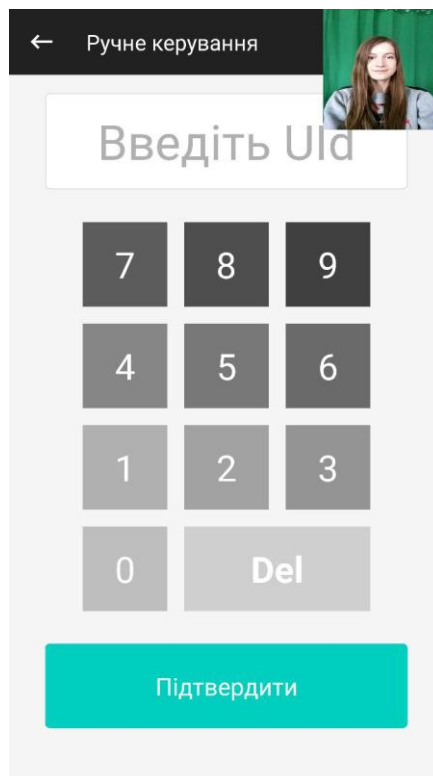 Ручне керування
Введіть UId
7 8 9
4 5 6
1 2 3
0 Del
Підтвердити